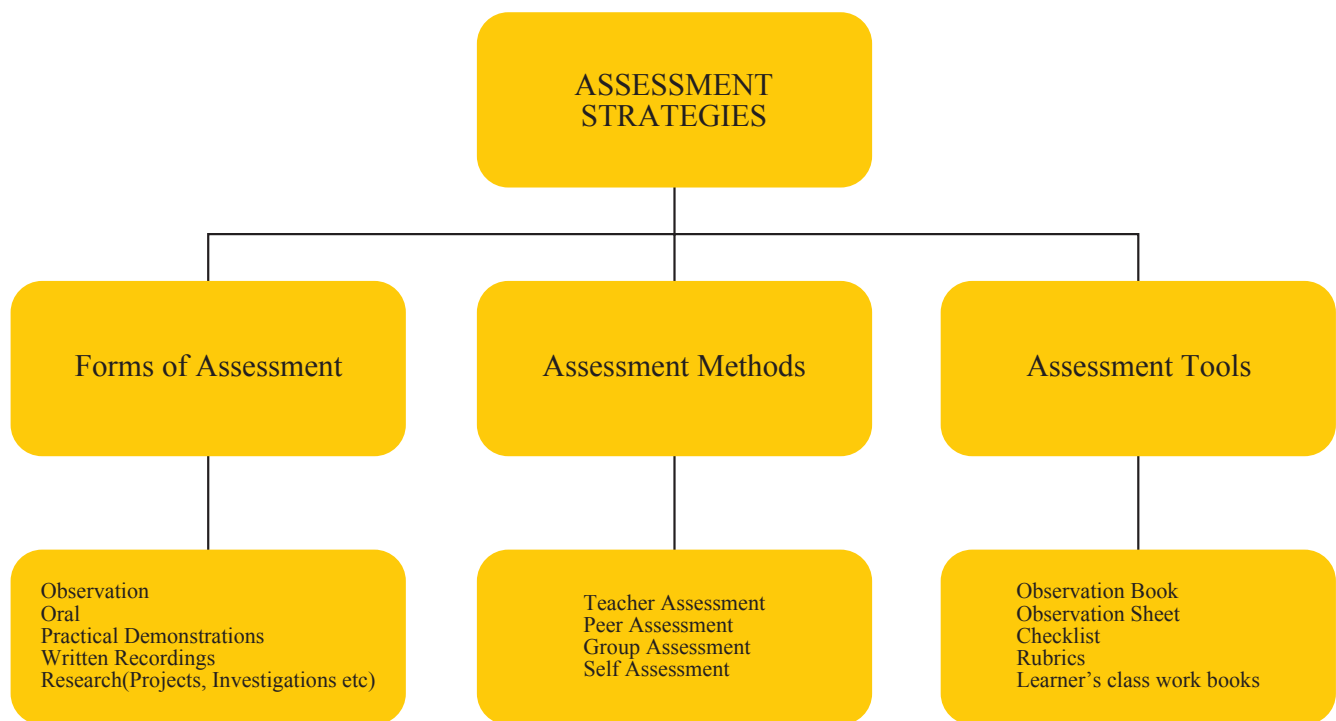 ASSESSMENT
STRATEGIES
Forms of Assessment
Assessment Methods
Assessment Tools
Observation
Oral
Practical Demonstrations
Written Recordings
Research(Projects, Investigations etc)
Teacher Assessment
Peer Assessment
Group Assessment
Self Assessment
Observation Book
Observation Sheet
Checklist
Rubrics
Learner’s class work books